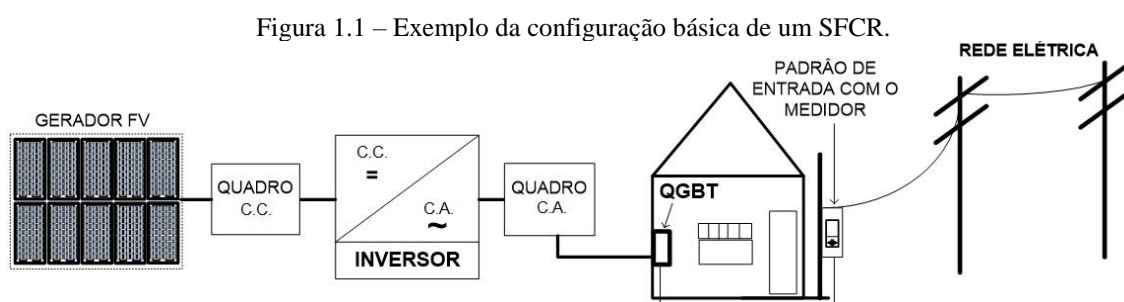 Figura 1.1 – Exemplo da configuração básica de um SFCR.
REDE ELÉTRICA
PADRÂO DE
ENTRADA COM O
MEDIDOR
GERADOR FV
QUADRO
C.C.
C.C.
=
C.A.
~
INVERSOR
QUADRO
C.A.
QGBT